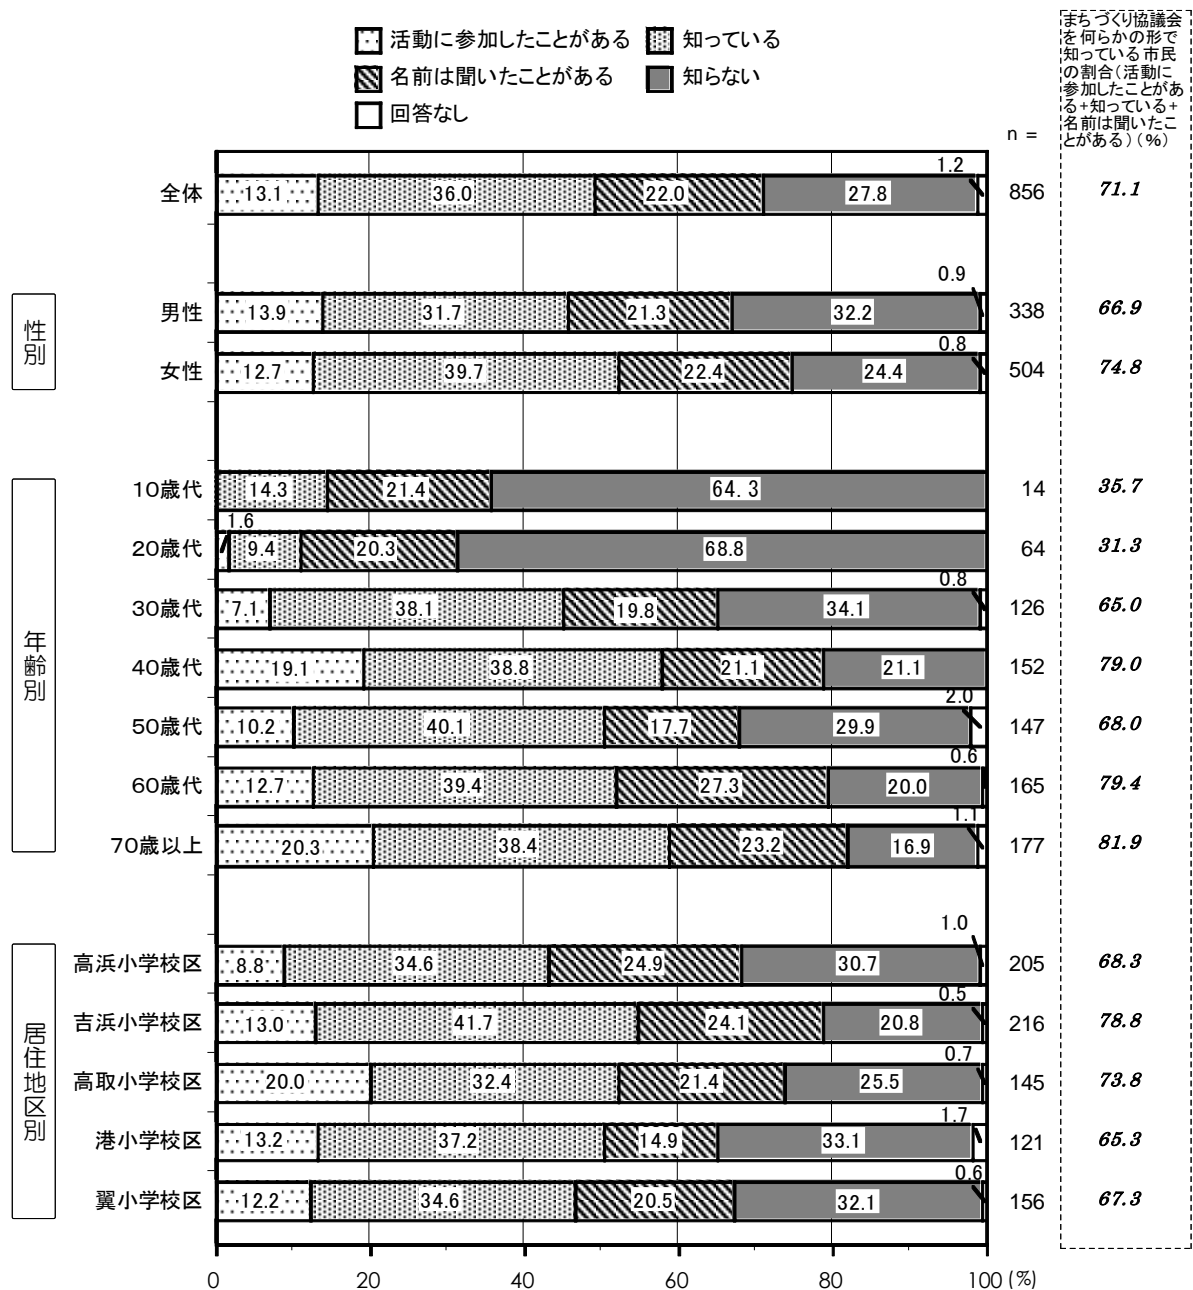 活動に参加したことがある 知っている
名前は聞いたことがある 知らない
回答なし
まちづくり協議会
を何らかの形で
知っている市民
の割合(活動に
参加したことがあ
る+知っている+
名前は聞いたこ
とがある)(%)
n =
1.2
全体 13.1 36.0 22.0 27.8 856 71.1
性別
0.9
男性 13.9 31.7 21.3 32.2 338 66.9
0.8
女性 12.7 39.7 22.4 24.4 504 74.8
年齢別
10歳代 14.3 21.4 64.3 14 35.7
1.6
20歳代 9.4 20.3 68.8 64 31.3
0.8
30歳代 7.1 38.1 19.8 34.1 126 65.0
40歳代 19.1 38.8 21.1 21.1 152 79.0
2.0
50歳代 10.2 40.1 17.7 29.9 147 68.0
0.6
60歳代 12.7 39.4 27.3 20.0 165 79.4
1.1
70歳以上 20.3 38.4 23.2 16.9 177 81.9
居住地区別
1.0
高浜小学校区 8.8 34.6 24.9 30.7 205 68.3
0.5
吉浜小学校区 13.0 41.7 24.1 20.8 216 78.8
0.7
高取小学校区 20.0 32.4 21.4 25.5 145 73.8
1.7
港小学校区 13.2 37.2 14.9 33.1 121 65.3
0.6
翼小学校区 12.2 34.6 20.5 32.1 156 67.3
0 20 40 60 80 100 (%)